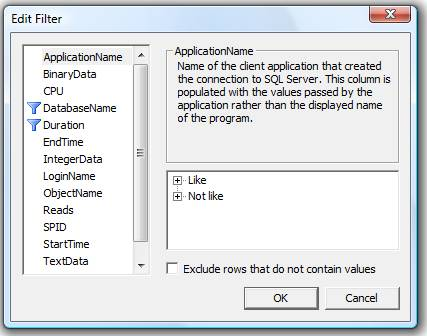 Edit Filter
ApplicationName
BinaryData
CPU
DatabaseName
Duration
EndTime
IntegerData
LoginName
ObjectName
Reads
SPID
StartTime
TextData
ApplicationName
Name of the client application that created
the connection to SQL Server. This column is
populated with the values passed by the
application rather than the displayed name
of the program.
Like
Not like
Exclude rows that do not contain values
OK
Cancel